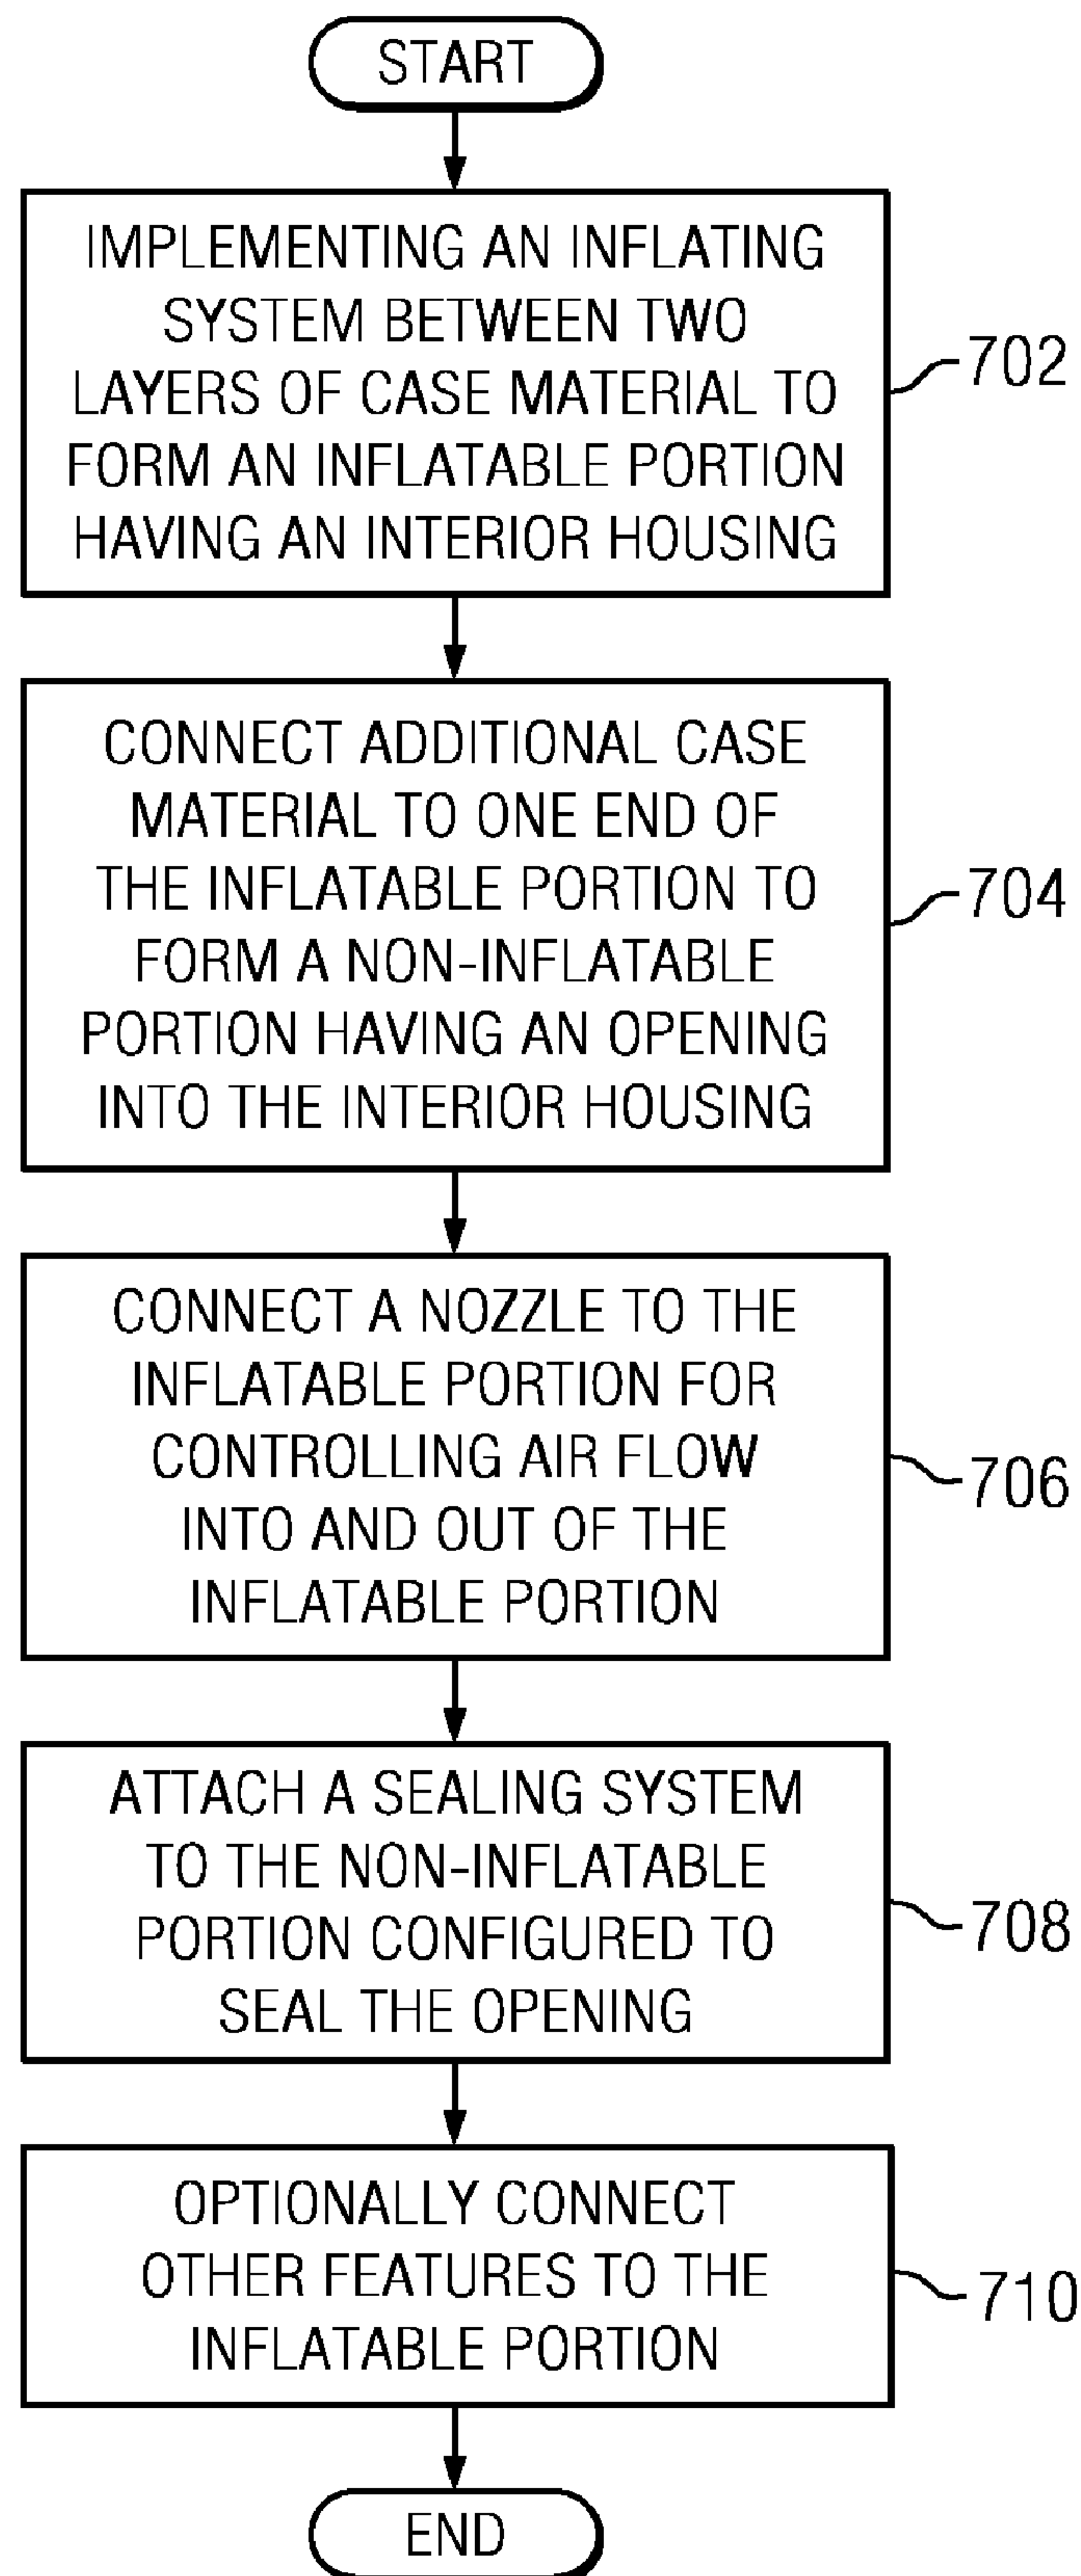 START
IMPLEMENTING AN INFLATING
SYSTEM BETWEEN TWO
LAYERS OF CASE MATERIAL TO
FORM AN INFLATABLE PORTION
HAVING AN INTERIOR HOUSING
702
CONNECT ADDITIONAL CASE
MATERIAL TO ONE END OF
THE INFLATABLE PORTION TO
FORM A NON-INFLATABLE
PORTION HAVING AN OPENING
INTO THE INTERIOR HOUSING
704
CONNECT A NOZZLE TO THE
INFLATABLE PORTION FOR
CONTROLLING AIR FLOW
INTO AND OUT OF THE
INFLATABLE PORTION
706
ATTACH A SEALING SYSTEM
TO THE NON-INFLATABLE
PORTION CONFIGURED TO
SEAL THE OPENING
708
OPTIONALLY CONNECT
OTHER FEATURES TO THE
INFLATABLE PORTION
710
END